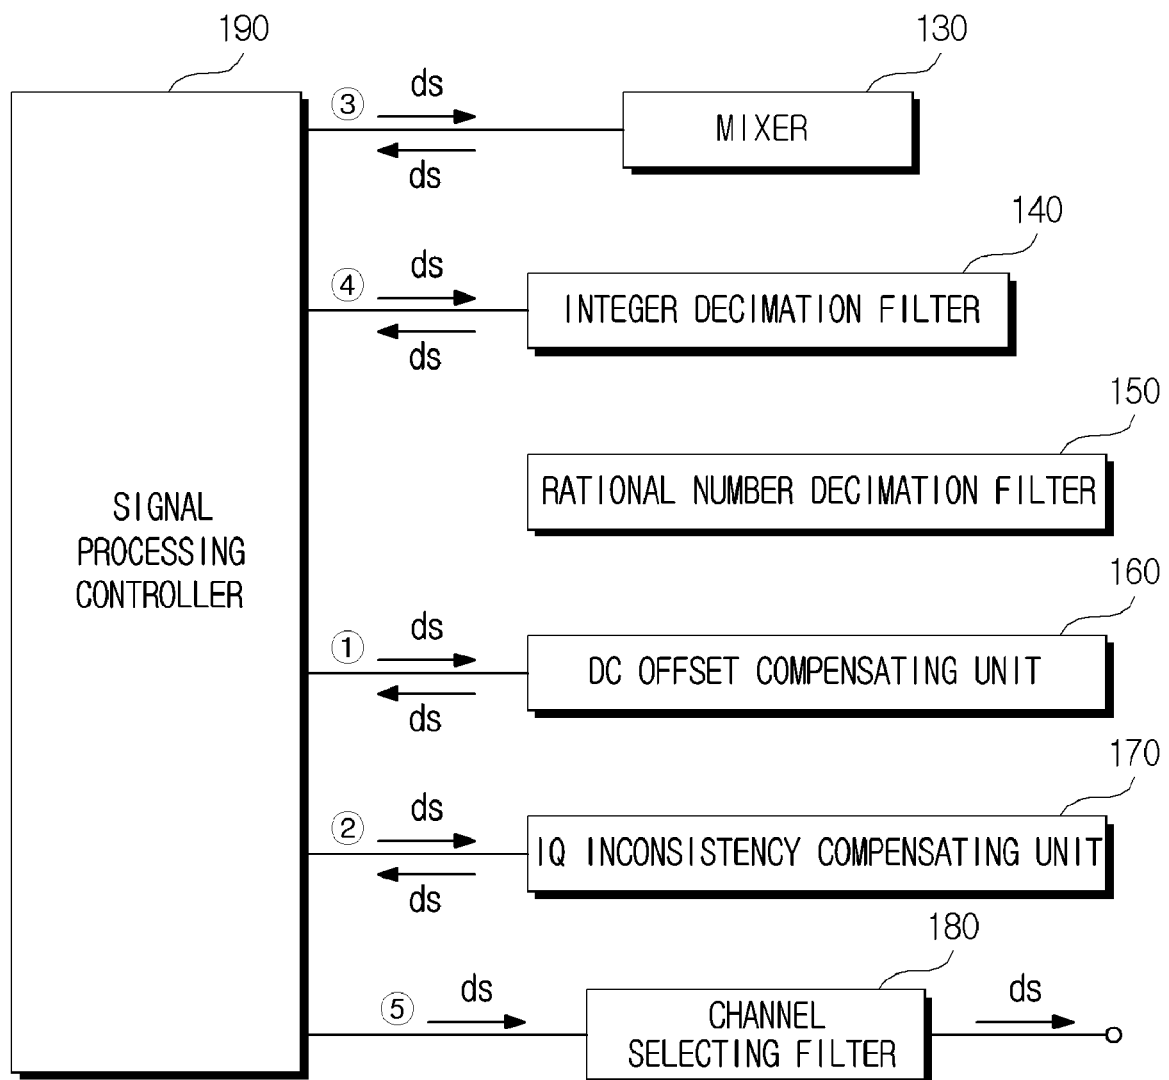 190
130
③ ds
MIXER
ds
140
④ ds
INTEGER DECIMATION FILTER
ds
150
RATIONAL NUMBER DECIMATION FILTER
SIGNAL
PROCESSING
CONTROLLER
160
① ds
DC OFFSET COMPENSATING UNIT
ds
170
② ds
IQ INCONSISTENCY COMPENSATING UNIT
ds
180
⑤ ds
CHANNEL
SELECTING FILTER
ds